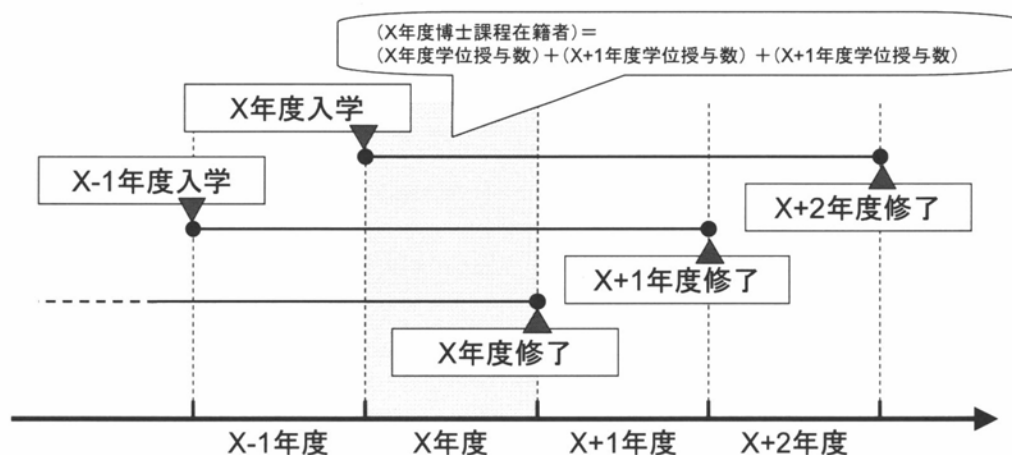 (X年度博士課程在籍者)=
(X年度学位授与数)+(X+1年度学位授与数)+(X+1年度学位授与数)
X年度入学
X-1年度入学
X+2年度修了
X+1年度修了
X年度修了
X-1年度
X年度
X+1年度
X+2年度